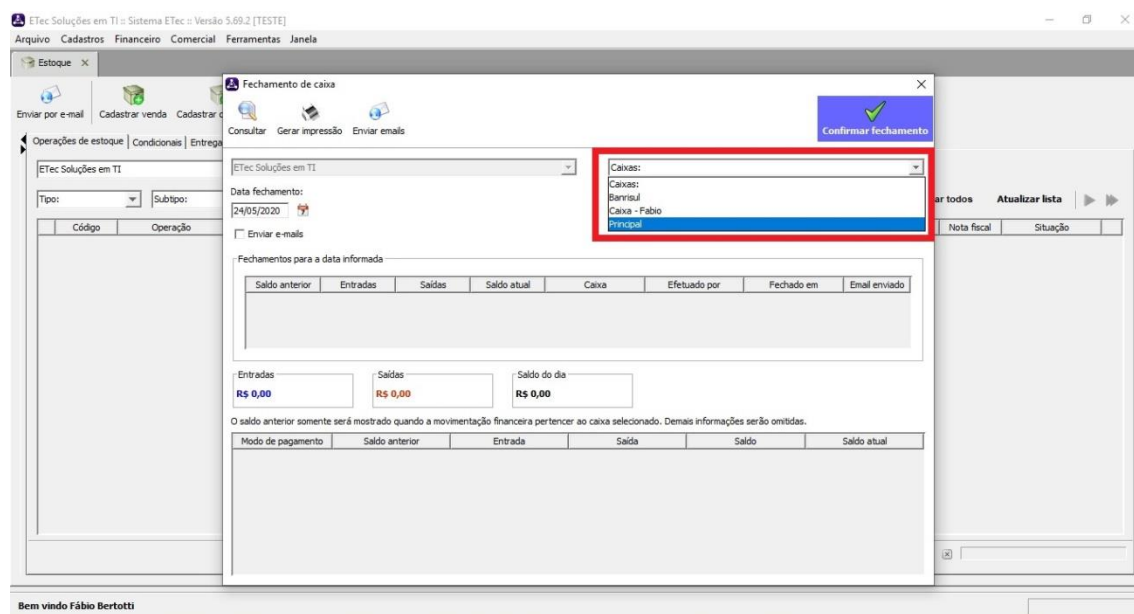 ETec Soluções em TI :: Sistema ETec :: Versão 5.69.2 [TESTE]
Arquivo Cadastros Financeiro Comercial Ferramentas Janela
Estoque
Enviar por e-mail Cadastrar venda Cadastrar
Operações de estoque Condicionais Entrega
ETec Soluções em TI
Tipo: Subtipo:
Código Operação
Fechamento de caixa
Consultar Gerar impressão Enviar emails
Confirmar fechamento
ETec Soluções em TI
Caixas:
Caixas:
Banrisul
Caixa - Fabio
Principal
Data fechamento:
24/05/2020
Enviar e-mails
Fechamentos para a data informada
Saldo anterior Entradas Saídas Saldo atual Caixa Efetuado por Fechado em Email enviado
Entradas Saídas Saldo do dia
R$ 0,00 R$ 0,00 R$ 0,00
O saldo anterior somente será mostrado quando a movimentação financeira pertencer ao caixa selecionado. Demais informações serão omitidas.
Modo de pagamento Saldo anterior Entrada Saída Saldo Saldo atual
ar todos Atualizar lista
Nota fiscal Situação
Bem vindo Fábio Bertotti